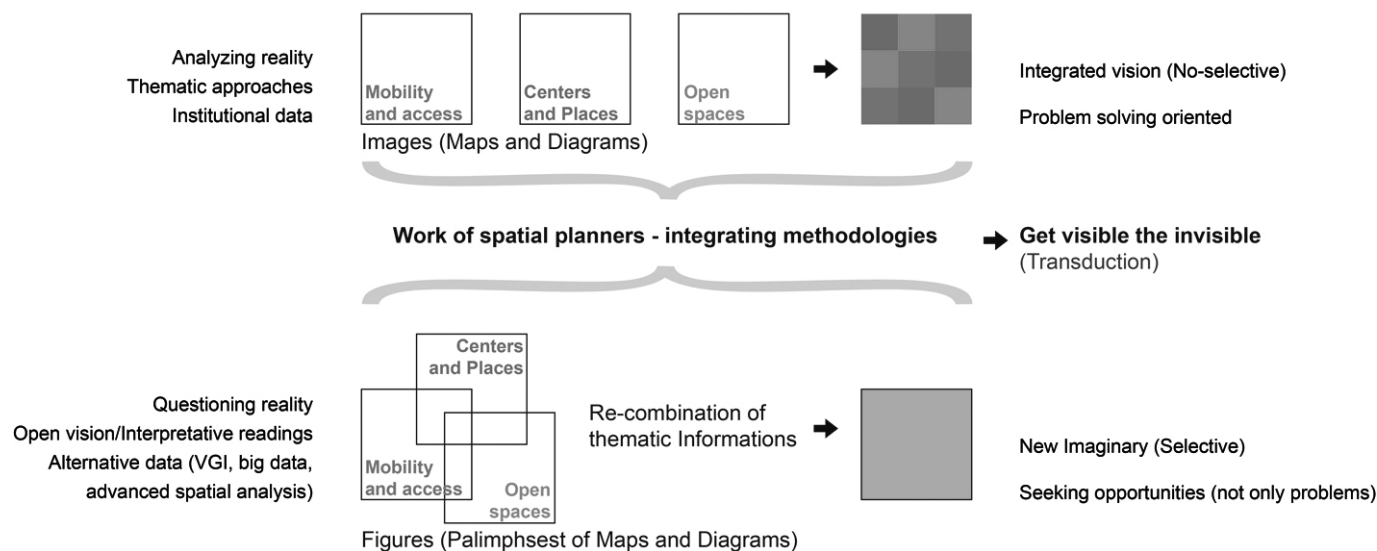 Analyzing reality
Thematic approaches
Institutional data
Mobility
and access
Centers
and Places
Open
spaces
Images (Maps and Diagrams)
Integrated vision (No-selective)
Problem solving oriented
Work of spatial planners - integrating methodologies
Get visible the invisible
(Transduction)
Questioning reality
Open vision/Interpretative readings
Alternative data (VGI, big data,
advanced spatial analysis)
Centers
and Places
Mobility
and access
Open
spaces
Figures (Palimphsest of Maps and Diagrams)
Re-combination of
thematic Informations
New Imaginary (Selective)
Seeking opportunities (not only problems)